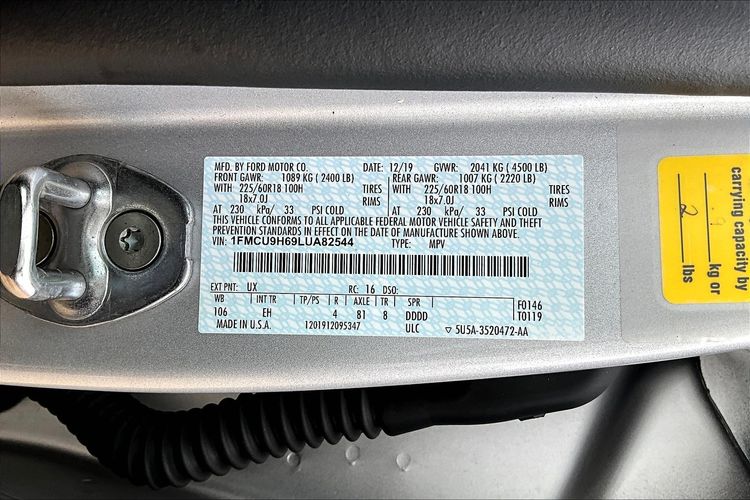 MFD. BY FORD MOTOR CO. DATE: 12/19 GVWR: 2041 KG ( 4500 LB)
FRONT GAWR: 1089 KG ( 2400 LB) REAR GAWR: 1007 KG ( 2220 LB)
WITH 225/60R18 100H TIRES WITH 225/60R18 100H TIRES
18x7.0J RIMS 18x7.0J RIMS
AT 230 kPa/ 33 PSI COLD AT 230 kPa/ 33 PSI COLD
THIS VEHICLE CONFORMS TO ALL APPLICABLE FEDERAL MOTOR VEHICLE SAFETY AND THEFT
PREVENTION STANDARDS IN EFFECT ON THE DATE OF MANUFACTURE SHOWN ABOVE.
VIN: 1FMCU9H69LUA82544 TYPE: MPV
EXT PNT: UX RC: 16 DSO:
WB INT TR TP/PS R AXLE TR SPR F0146
106 EH 4 81 8 DDDD T0119
MADE IN U.S.A. 1201912095347 ULC ▽ 5U5A-3520472-AA
carrying capacity by
9 kg or
2 lbs